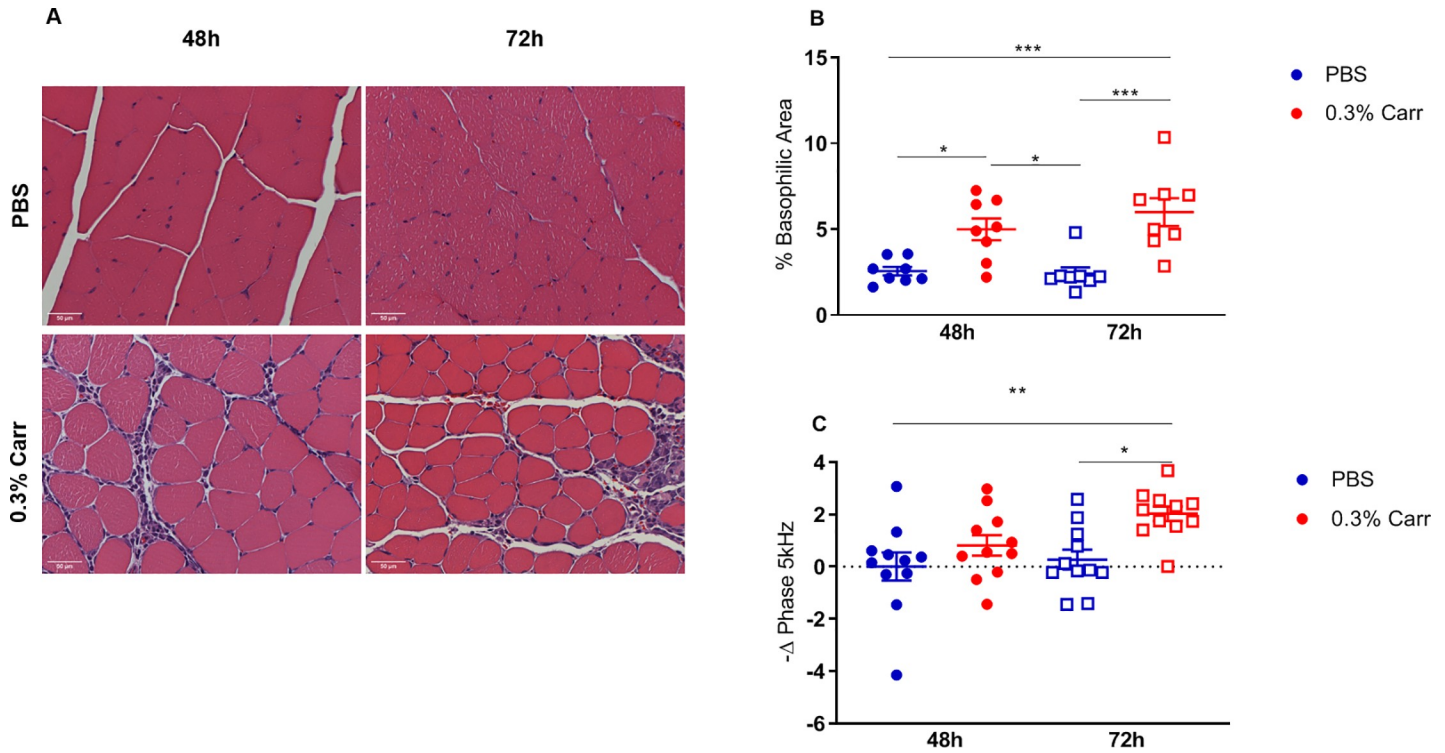 A
48h
72h
PBS
0.3% Carr
50 µm
50 µm
50 µm
50 µm
B
% Basophilic Area
15
10
5
0
***
***
*
*
48h
72h
PBS
0.3% Carr
C
-Δ Phase 5kHz
4
2
0
-2
-4
-6
**
*
48h
72h
PBS
0.3% Carr